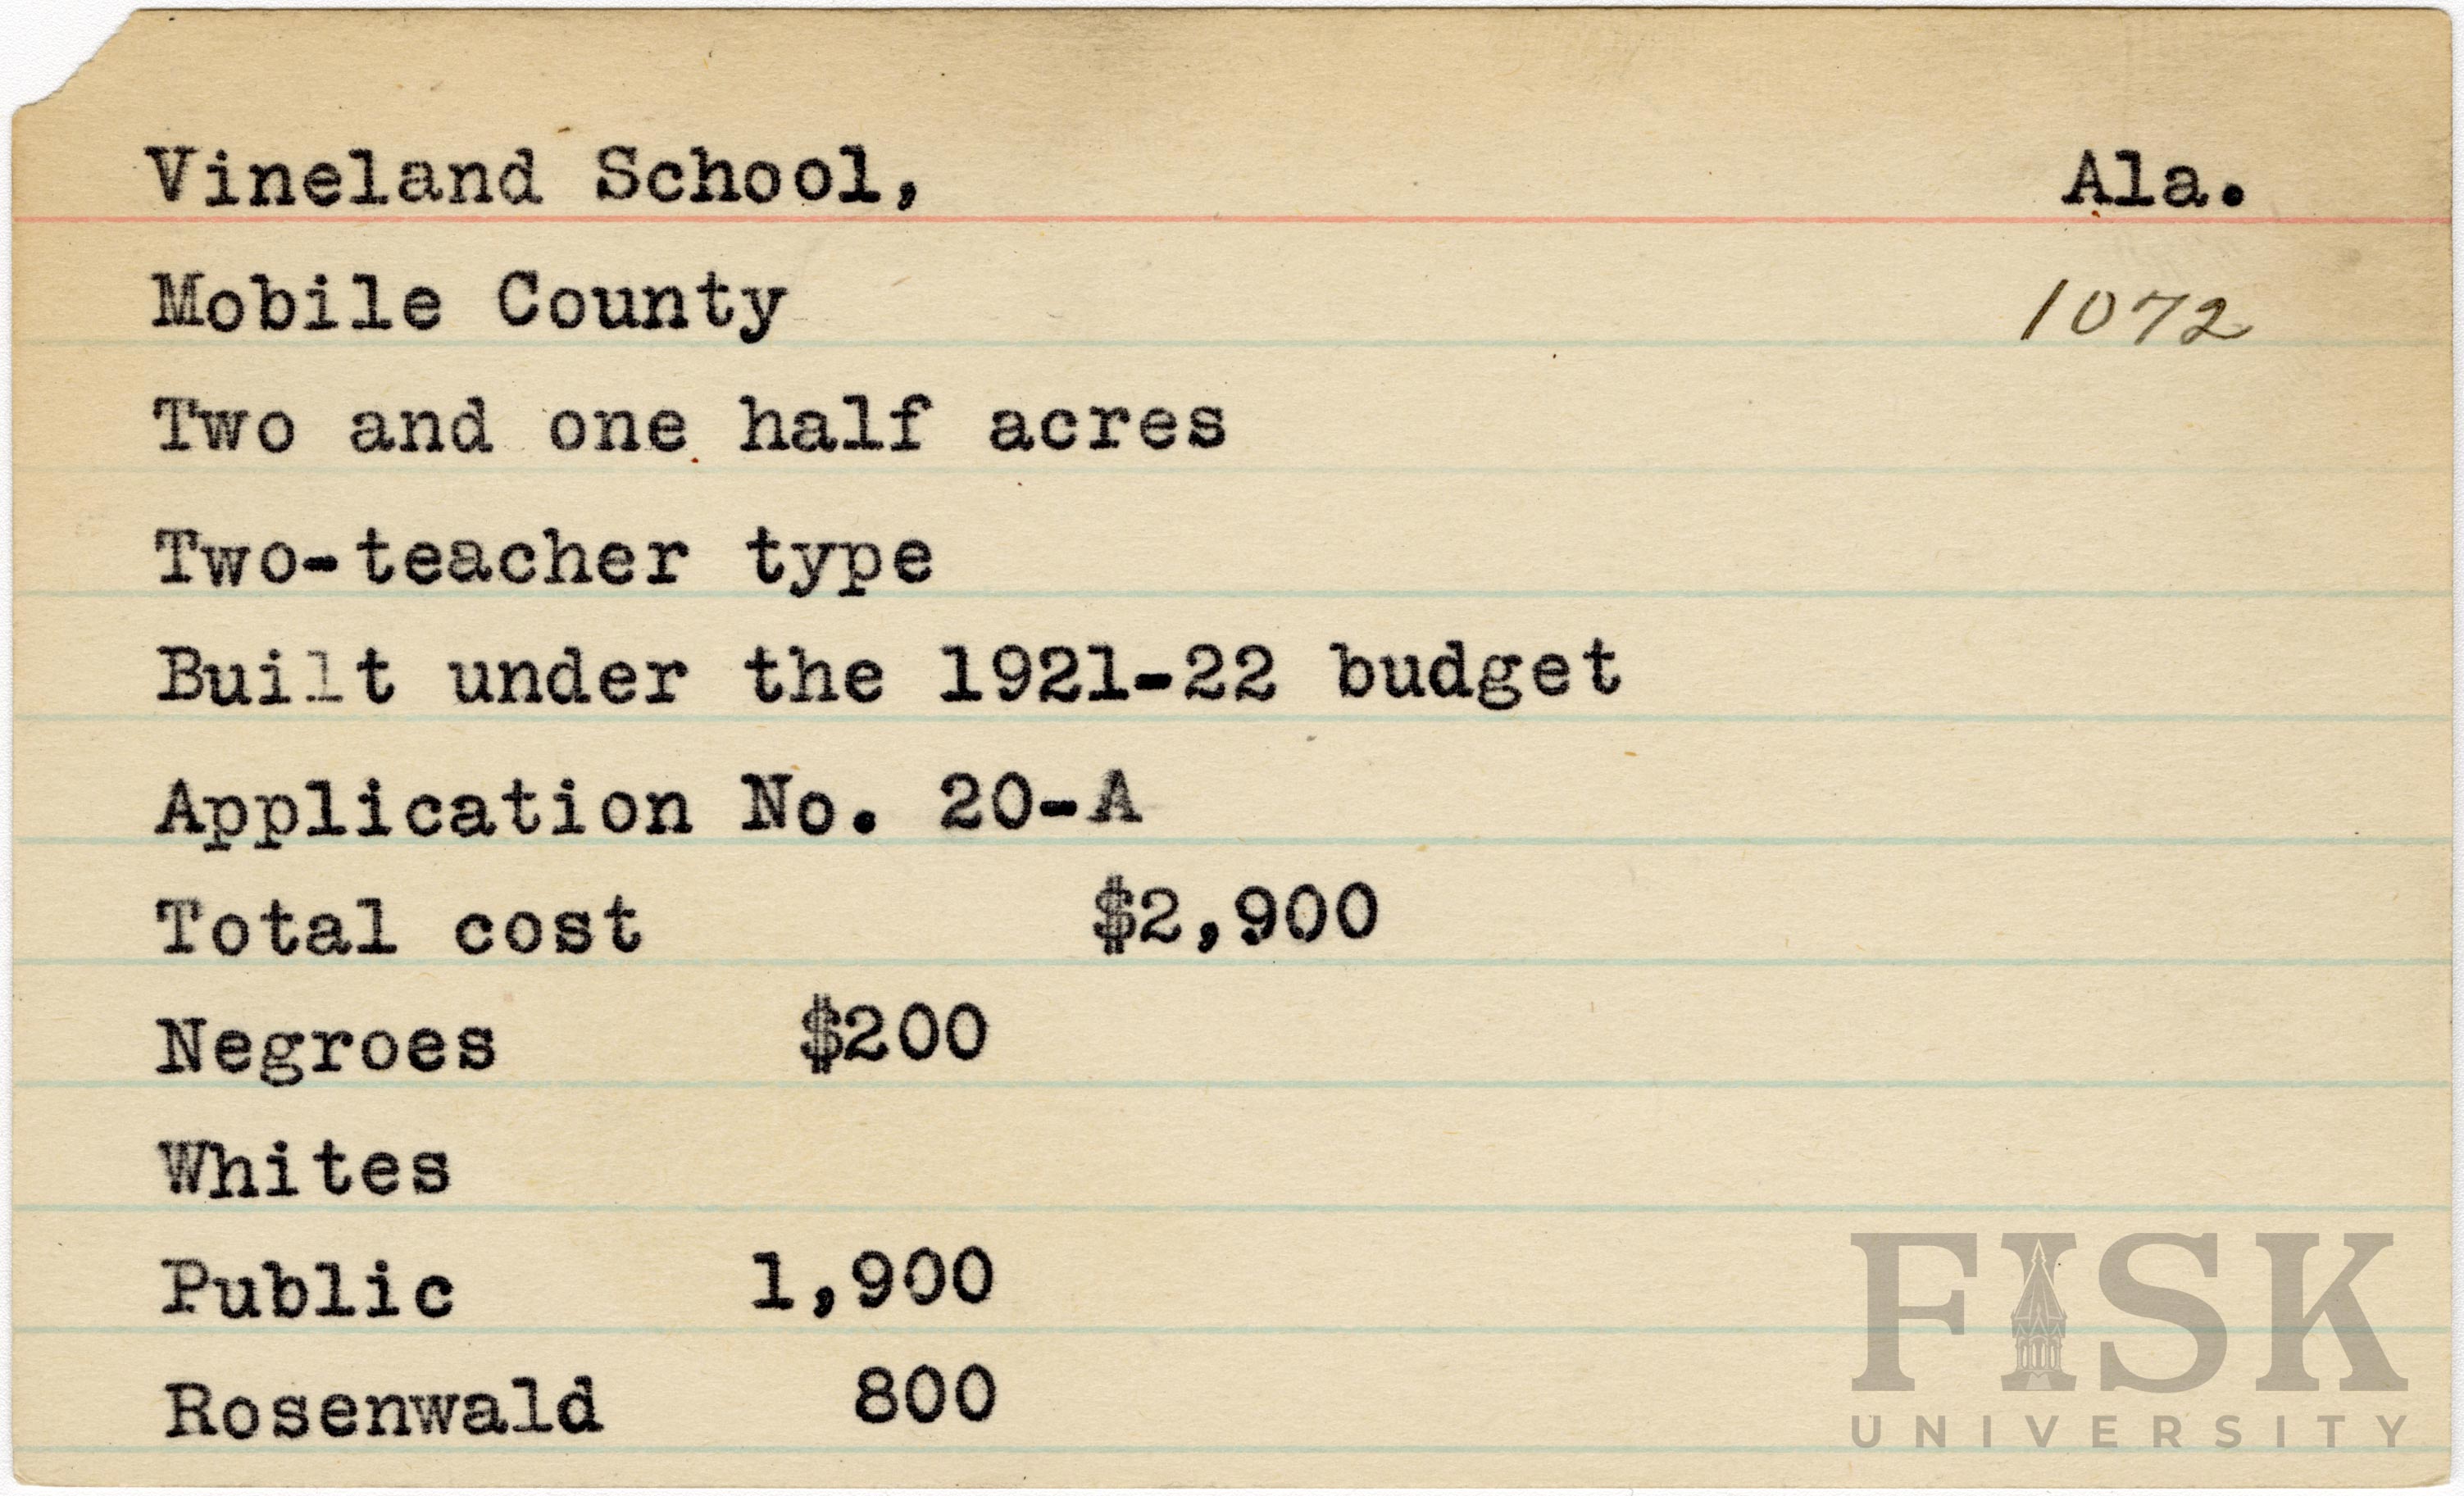 Vineland School, Ala.
Mobile County 1072
Two and one half acres
Two-teacher type
Built under the 1921-22 budget
Application No. 20-A
Total cost $2,900
Negroes $200
Whites
Public 1,900
Rosenwald 800
FISK
UNIVERSITY